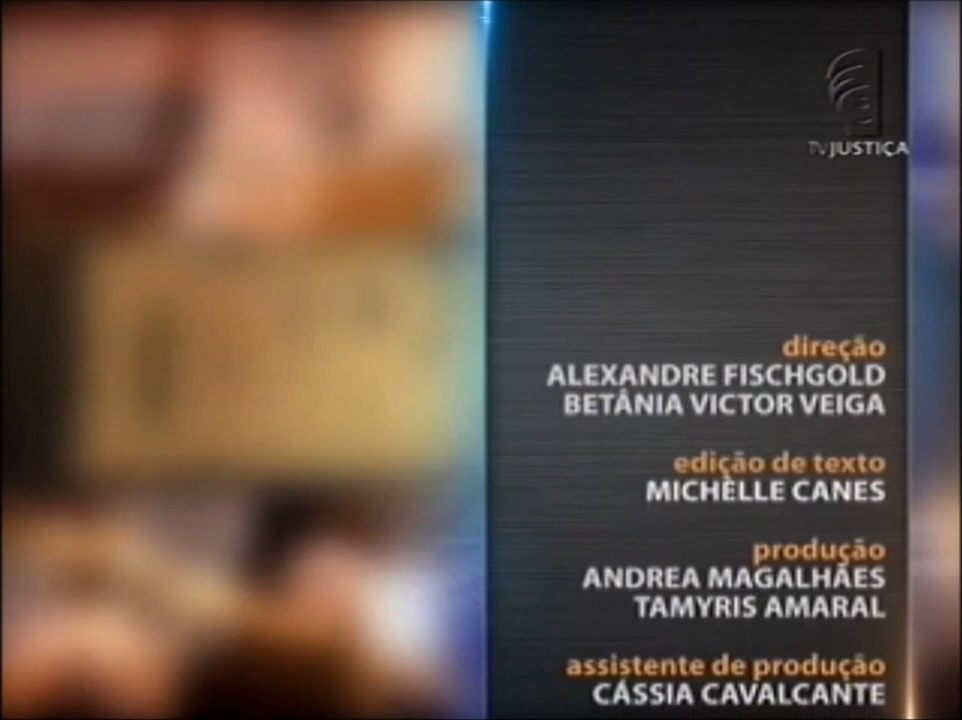 TVJUSTIÇA
direção
ALEXANDRE FISCHGOLD
BETÂNIA VICTOR VEIGA
edição de texto
MICHELLE CANES
produção
ANDREA MAGALHÃES
TAMYRIS AMARAL
assistente de produção
CÁSSIA CAVALCANTE